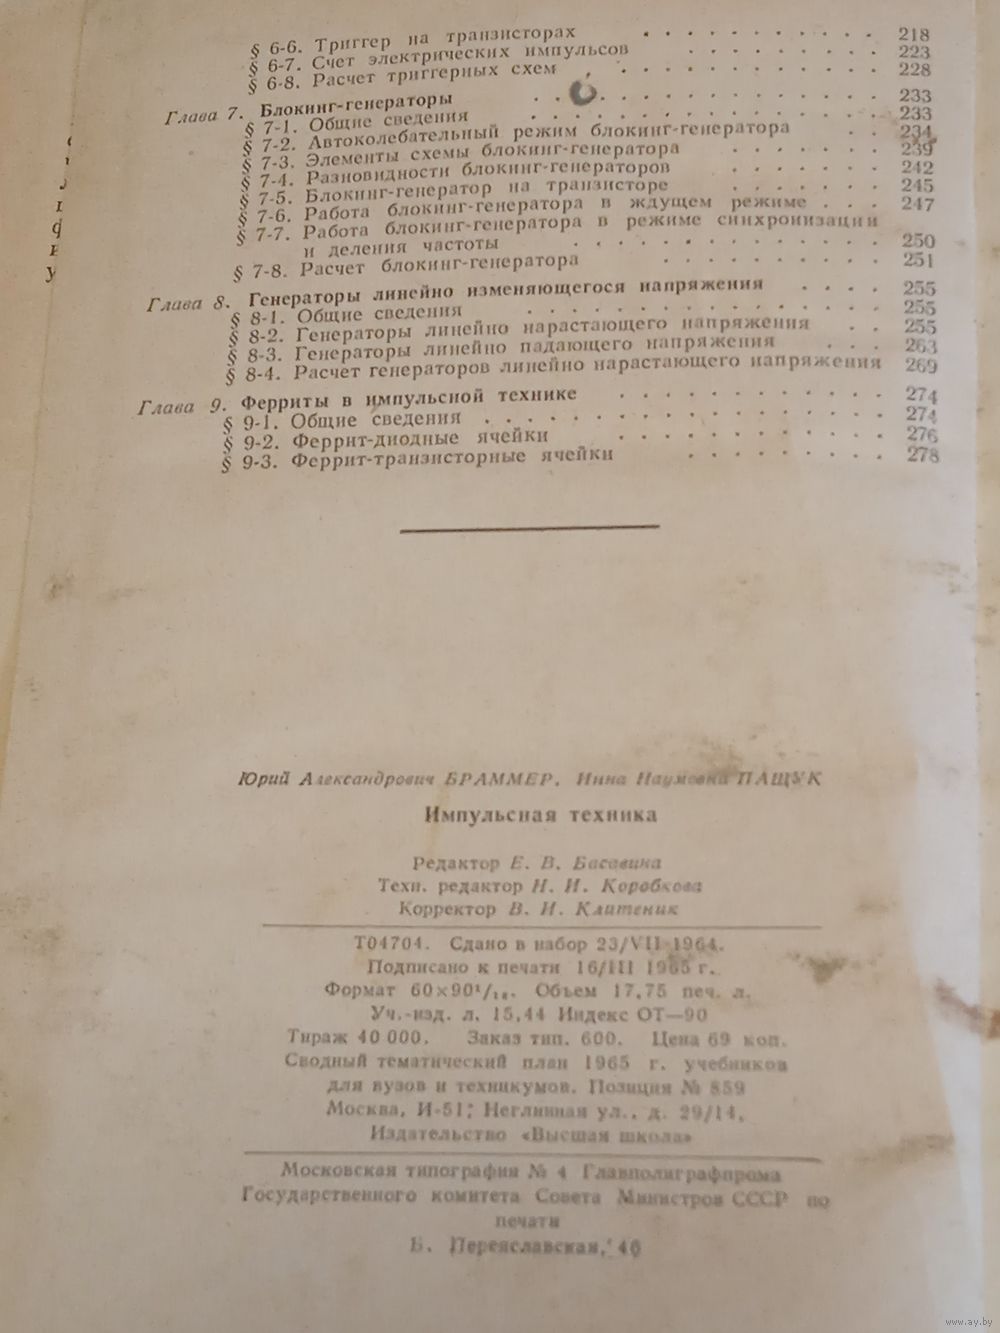 § 6-6. Триггер на транзисторах . . . . . . . . . . 218
§ 6-7. Счет электрических импульсов . . . . . . . . 223
§ 6-8. Расчет триггерных схем . . . . . . . . . . . 228
Глава 7. Блокинг-генераторы . . . . . . . . . . . . 233
§ 7-1. Общие сведения . . . . . . . . . . . . . . 233
§ 7-2. Автоколебательный режим блокинг-генератора . . 234
§ 7-3. Элементы схемы блокинг-генератора . . . . . . 239
§ 7-4. Разновидности блокинг-генераторов . . . . . . 242
§ 7-5. Блокинг-генератор на транзисторе . . . . . . 245
§ 7-6. Работа блокинг-генератора в ждущем режиме . . . 247
§ 7-7. Работа блокинг-генератора в режиме синхронизации
и деления частоты . . . . . . . . . . . . . . 250
§ 7-8. Расчет блокинг-генератора . . . . . . . . . . 251
Глава 8. Генераторы линейно изменяющегося напряжения . . . . 255
§ 8-1. Общие сведения . . . . . . . . . . . . . . 255
§ 8-2. Генераторы линейно нарастающего напряжения . . 255
§ 8-3. Генераторы линейно падающего напряжения . . . 263
§ 8-4. Расчет генераторов линейно нарастающего напряжения 269
Глава 9. Ферриты в импульсной технике . . . . . . . . . . 274
§ 9-1. Общие сведения . . . . . . . . . . . . . . . 274
§ 9-2. Феррит-диодные ячейки . . . . . . . . . . . 276
§ 9-3. Феррит-транзисторные ячейки . . . . . . . . 278
Юрий Александрович БРАММЕР, Инна Наумовна ПАЩУК
Импульсная техника
Редактор Е. В. Басавина
Техн. редактор Н. И. Коробкова
Корректор В. И. Клитеник
Т04704. Сдано в набор 23/VII-1964.
Подписано к печати 16/III 1965 г.
Формат 60×90¹/₁₆. Объем 17,75 печ. л.
Уч.-изд. л. 15,44 Индекс ОТ—90
Тираж 40 000. Заказ тип. 600. Цена 69 коп.
Сводный тематический план 1965 г. учебников
для вузов и техникумов. Позиция № 859
Москва, И-51, Неглинная ул., д. 29/14,
Издательство «Высшая школа»
Московская типография № 4 Главполиграфпрома
Государственного комитета Совета Министров СССР по
печати
Б. Переяславская, 46
www.ay.by